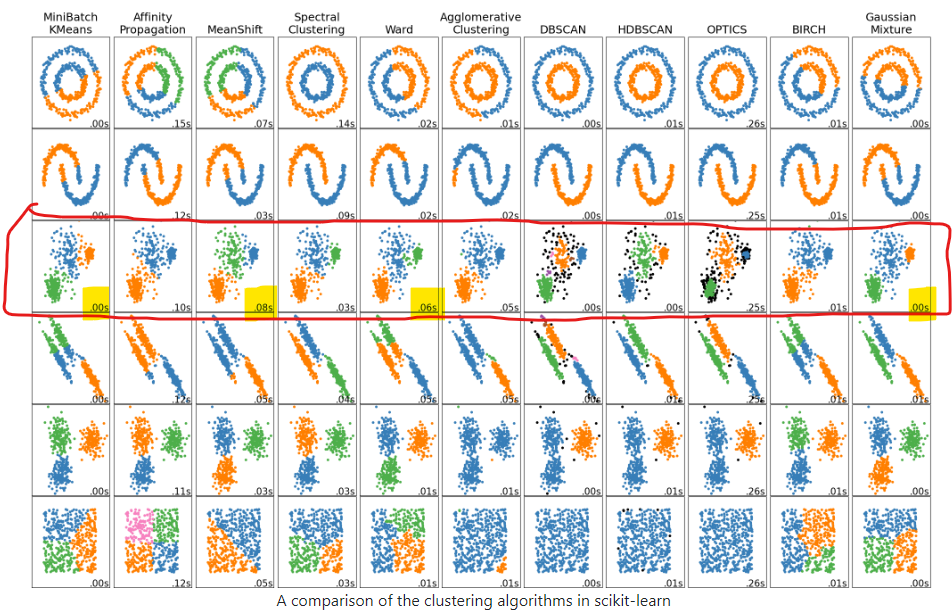 MiniBatch
KMeans
Affinity
Propagation
MeanShift
Spectral
Clustering
Ward
Agglomerative
Clustering
DBSCAN
HDBSCAN
OPTICS
BIRCH
Gaussian
Mixture
.00s .15s .07s .14s .02s .01s .00s .01s .26s .01s .00s
.00s .12s .03s .09s .02s .02s .00s .01s .25s .01s .00s
.00s .10s .08s .03s .06s .05s .00s .00s .25s .01s .00s
.00s .12s .05s .04s .05s .05s .00s .01s .25s .01s .01s
.00s .11s .03s .03s .01s .01s .00s .00s .26s .01s .00s
.00s .12s .05s .03s .01s .01s .00s .00s .26s .01s .00s
A comparison of the clustering algorithms in scikit-learn